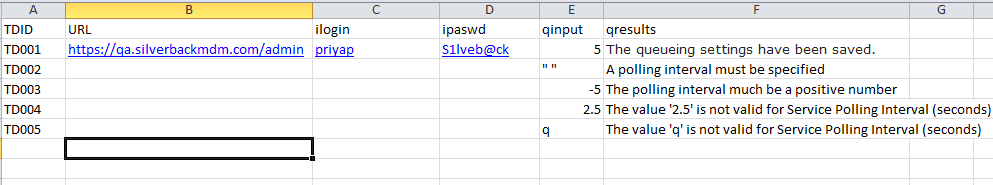 A B C D E F G
TDID URL ilogin ipaswd qinput qresults
TD001 https://qa.silverbackmdm.com/admin priyap S1lveb@ck 5 The queueing settings have been saved.
TD002 " " A polling interval must be specified
TD003 -5 The polling interval much be a positive number
TD004 2.5 The value '2.5' is not valid for Service Polling Interval (seconds)
TD005 q The value 'q' is not valid for Service Polling Interval (seconds)